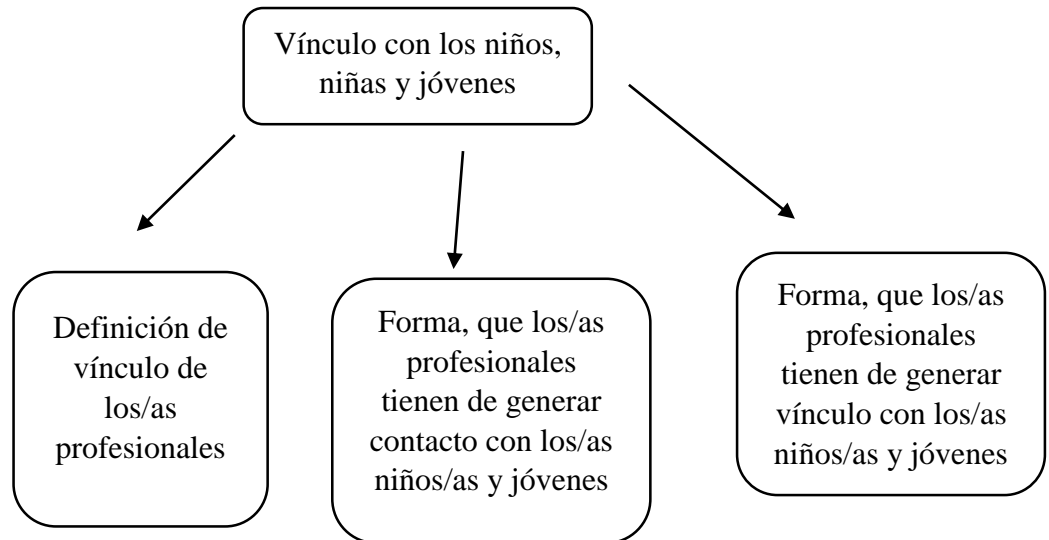 Vínculo con los niños,
niñas y jóvenes
Definición de
vínculo de
los/as
profesionales
Forma, que los/as
profesionales
tienen de generar
contacto con los/as
niños/as y jóvenes
Forma, que los/as
profesionales
tienen de generar
vínculo con los/as
niños/as y jóvenes